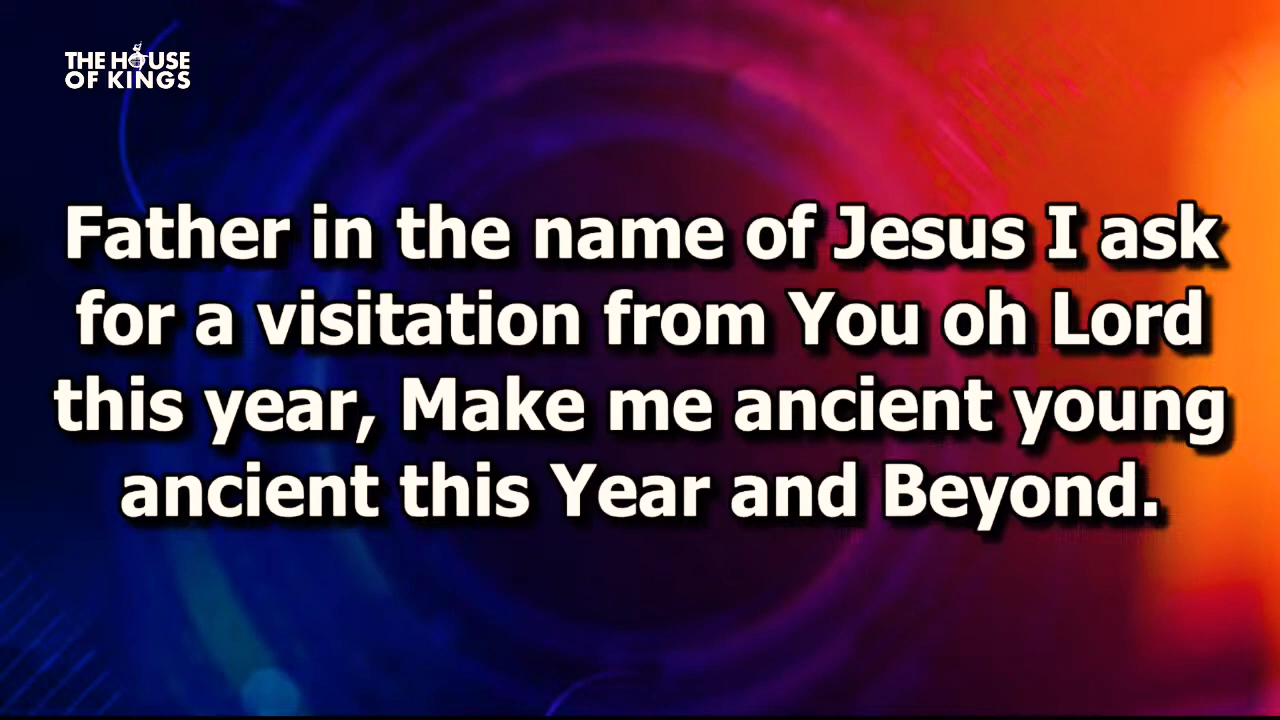 THE HOUSE
OF KINGS
Father in the name of Jesus I ask
for a visitation from You oh Lord
this year, Make me ancient young
ancient this Year and Beyond.